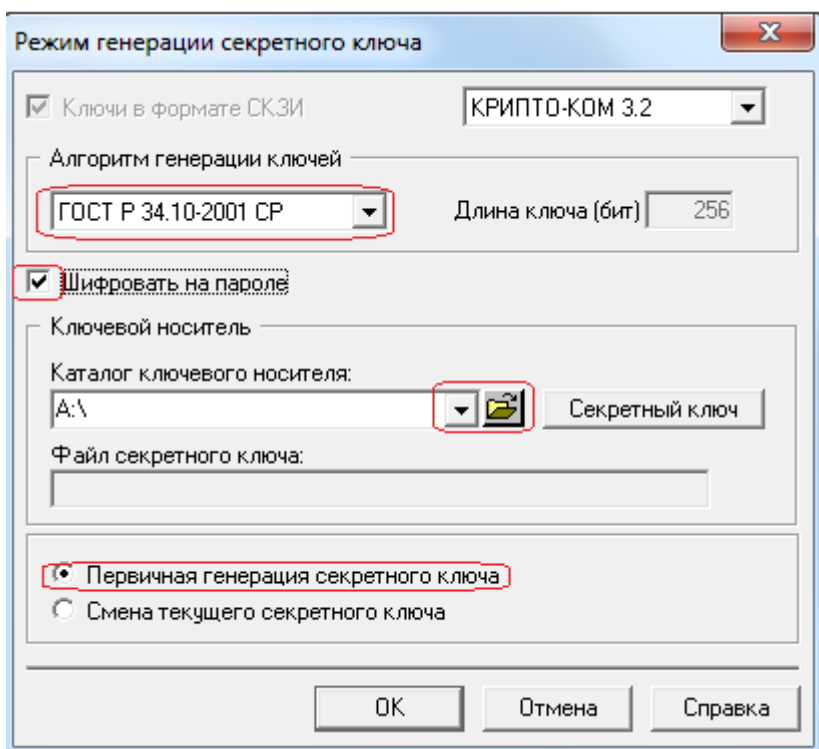 Режим генерации секретного ключа
Ключи в формате СКЗИ КРИПТО-КОМ 3.2
Алгоритм генерации ключей
ГОСТ Р 34.10-2001 СР Длина ключа (бит) 256
Шифровать на пароле
Ключевой носитель
Каталог ключевого носителя:
A:\ Секретный ключ
Файл секретного ключа:
Первичная генерация секретного ключа
Смена текущего секретного ключа
OK Отмена Справка